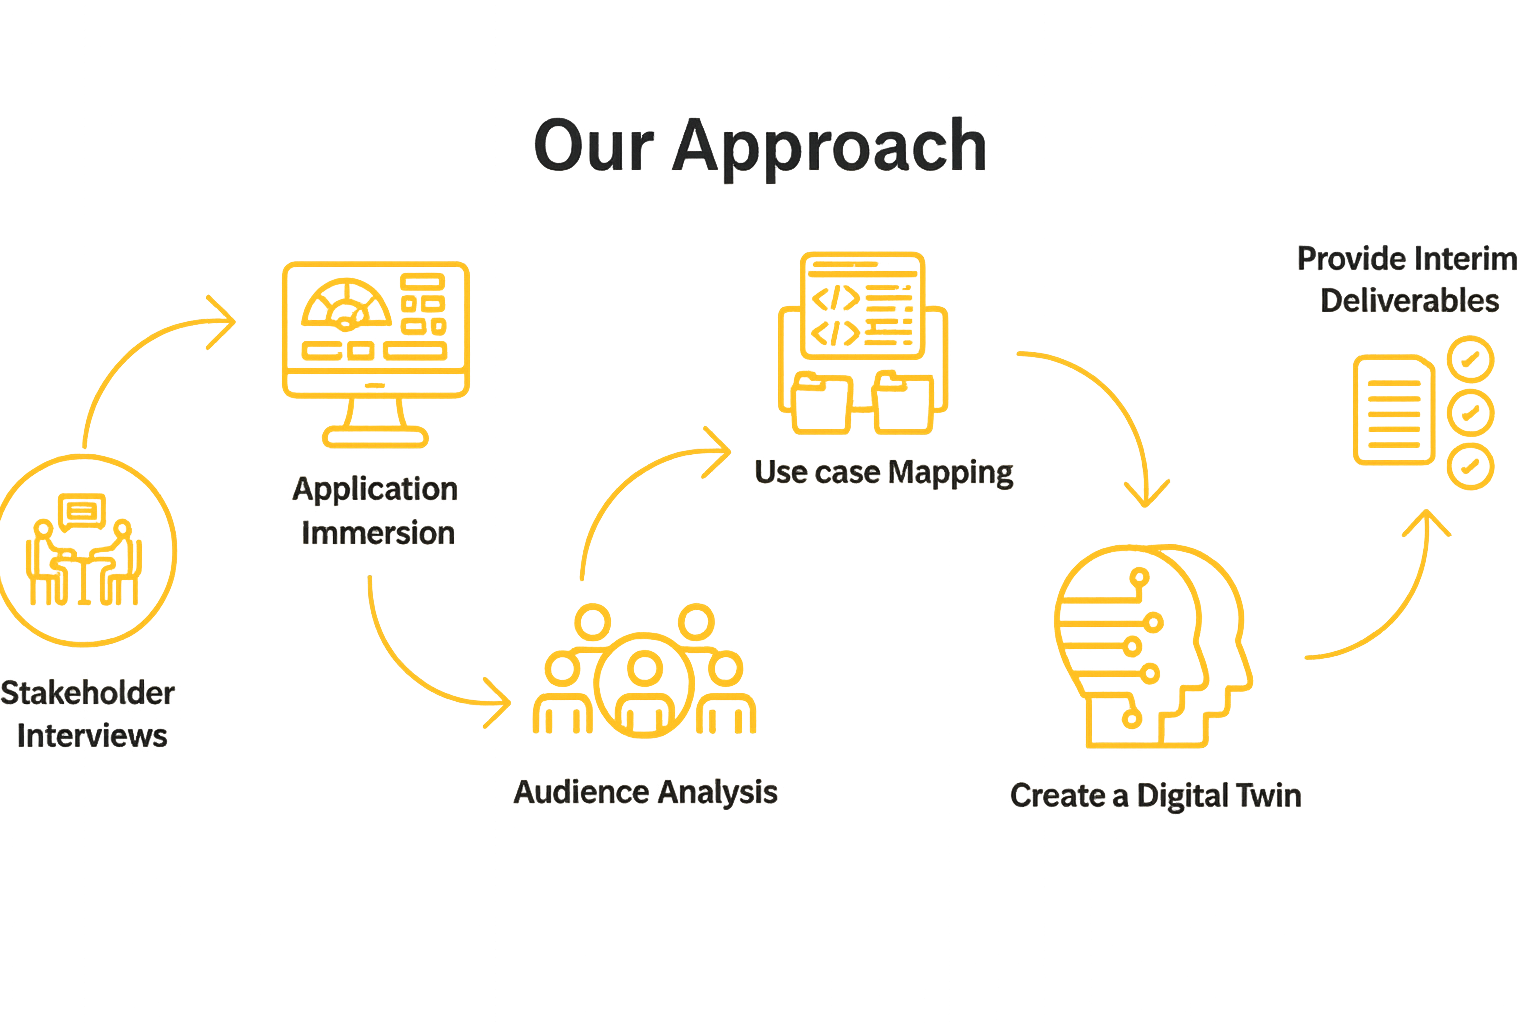 Our Approach
Stakeholder
Interviews
Application
Immersion
Audience Analysis
Use case Mapping
Create a Digital Twin
Provide Interim
Deliverables